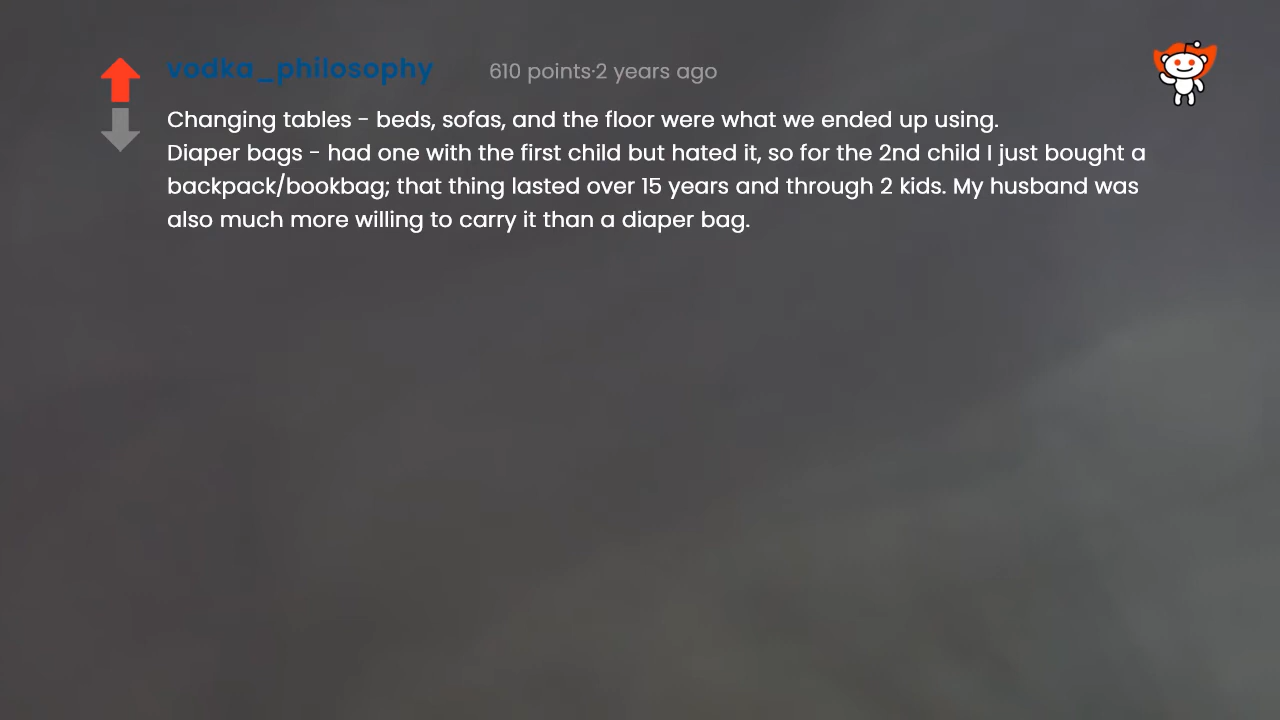 vodka_philosophy 610 points·2 years ago
Changing tables - beds, sofas, and the floor were what we ended up using.
Diaper bags - had one with the first child but hated it, so for the 2nd child I just bought a
backpack/bookbag; that thing lasted over 15 years and through 2 kids. My husband was
also much more willing to carry it than a diaper bag.